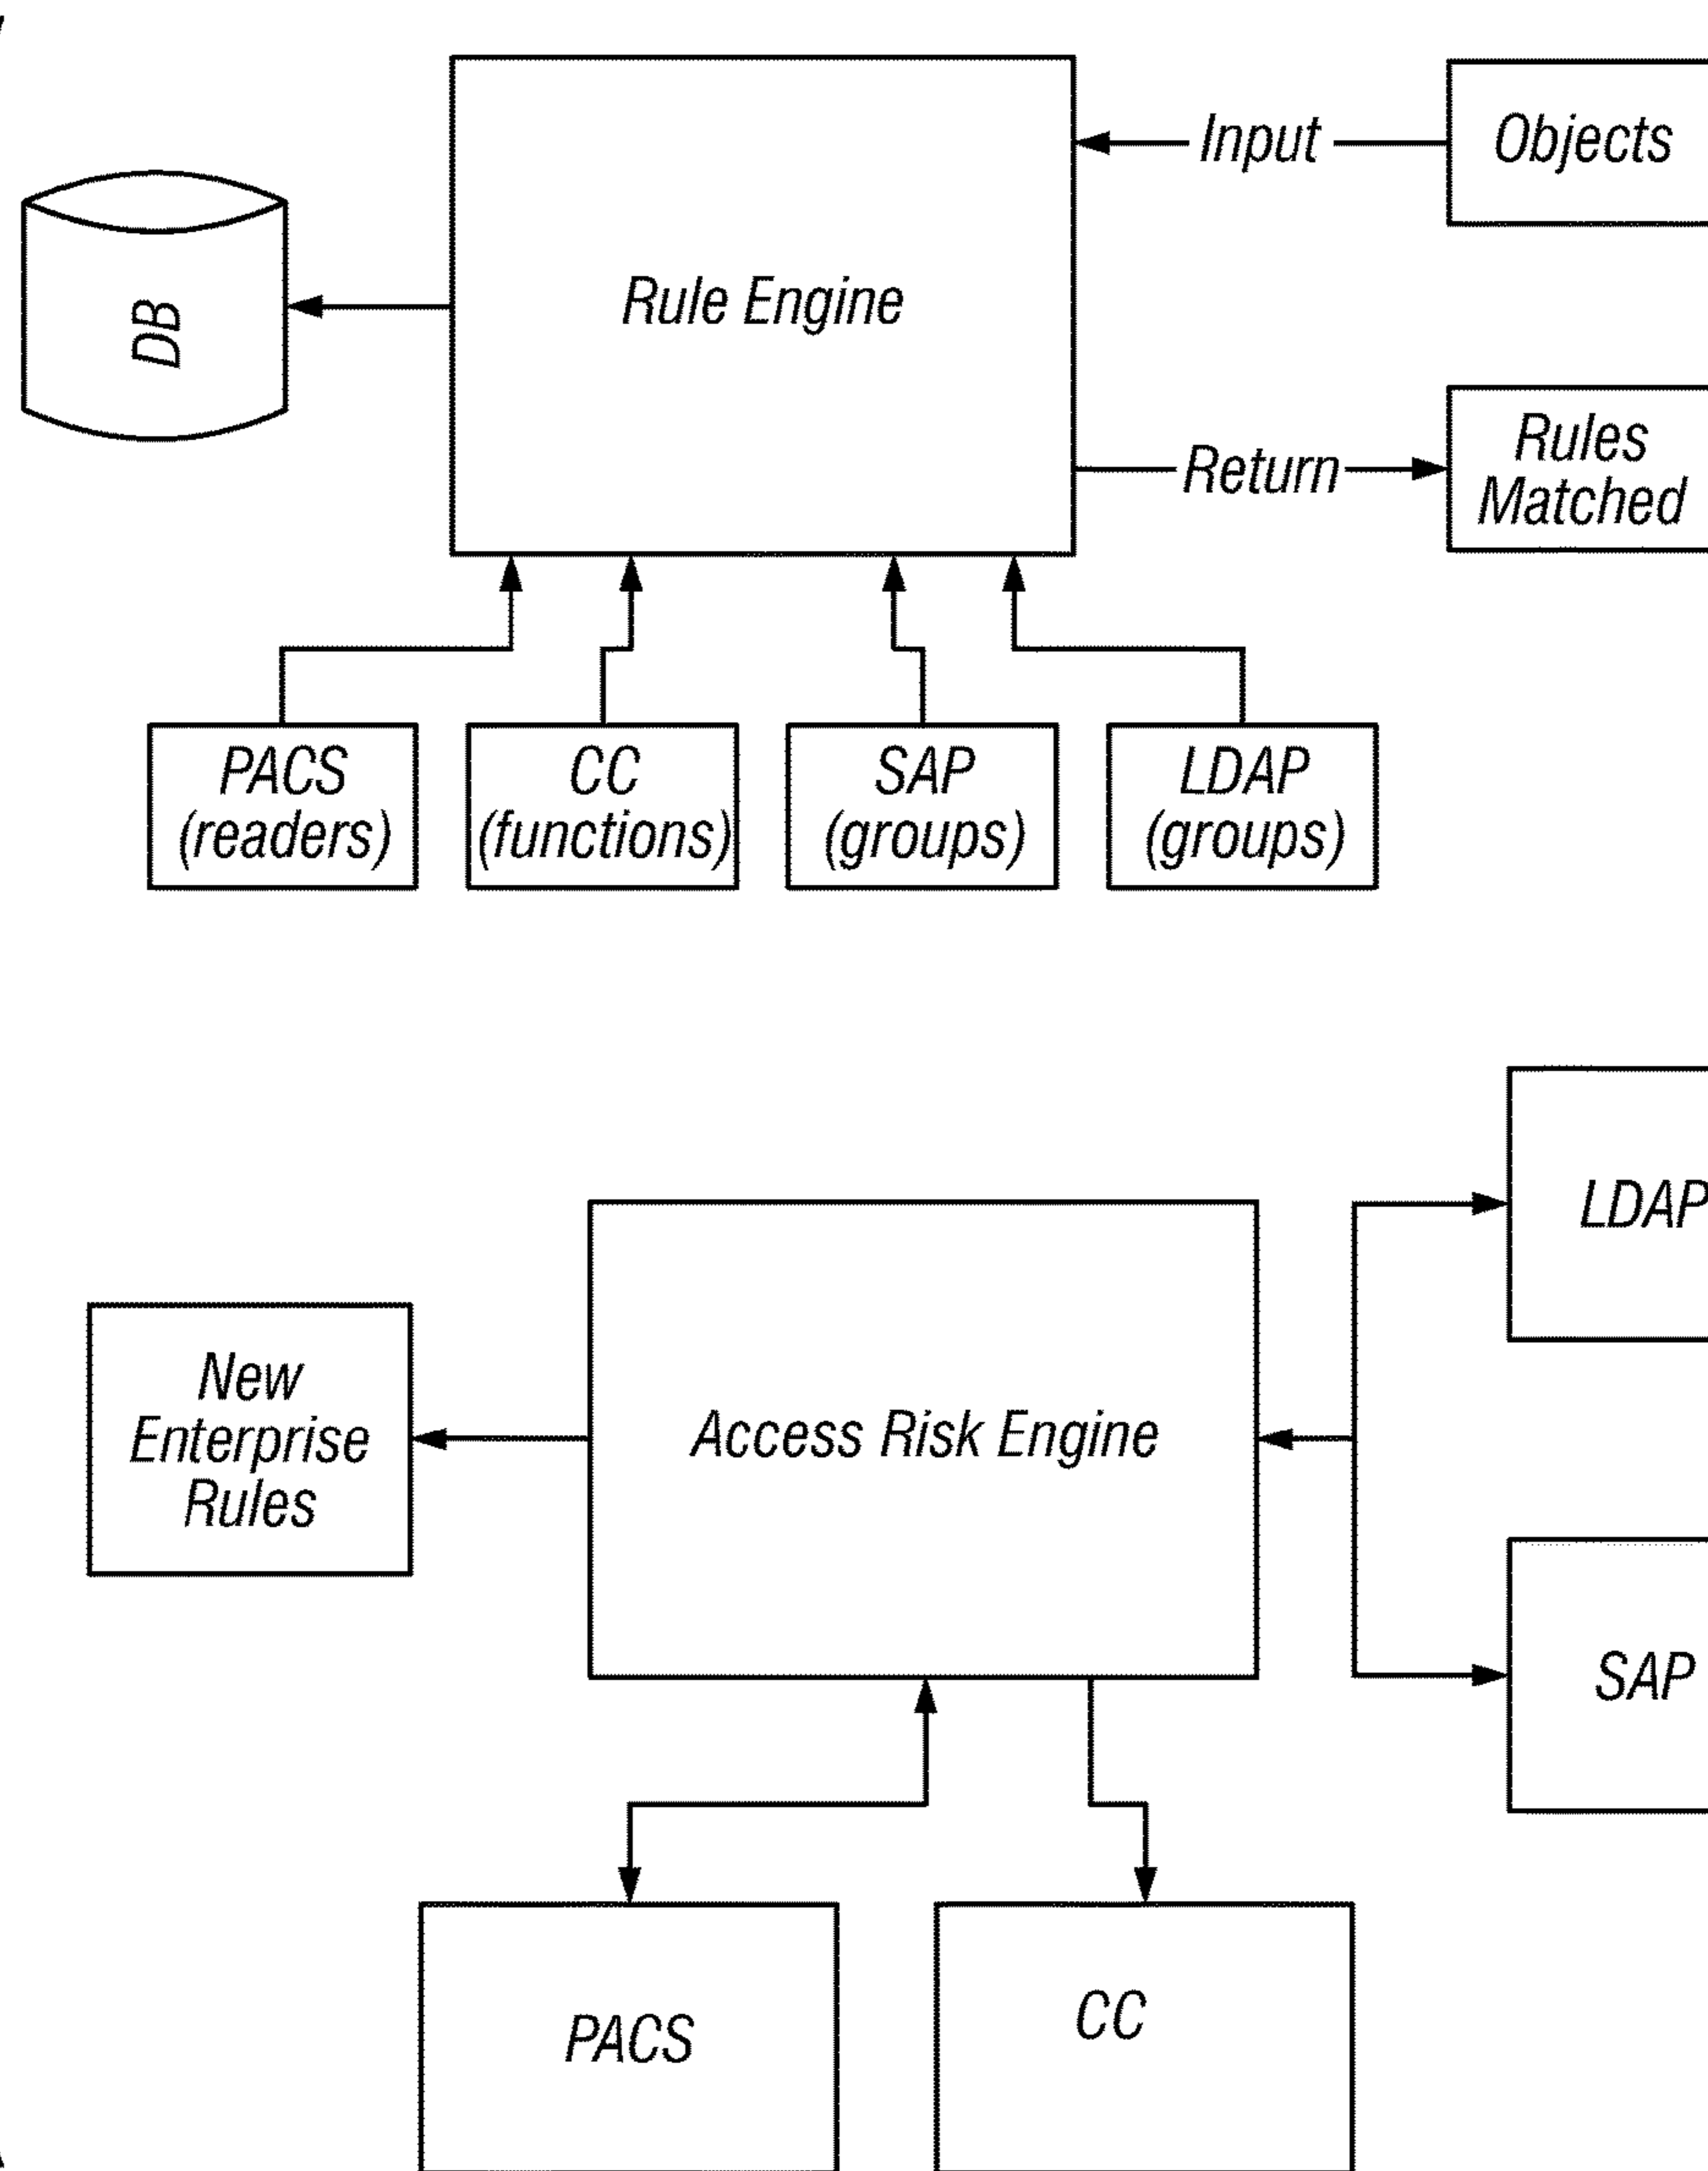 Input
Objects
DB
Rule Engine
Return
Rules
Matched
PACS
(readers)
CC
(functions)
SAP
(groups)
LDAP
(groups)
LDAP
New
Enterprise
Rules
Access Risk Engine
SAP
PACS
CC